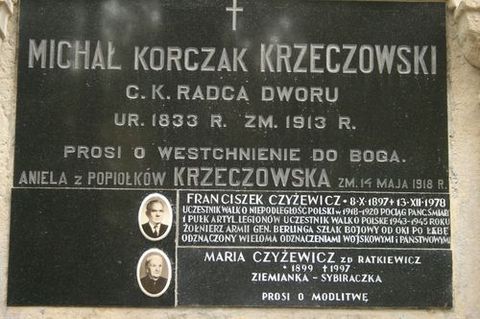 MICHAŁ KORCZAK KRZECZOWSKI
C.K. RADCA DWORU
UR. 1833 R. ZM. 1913 R.
PROSI O WESTCHNIENIE DO BOGA.
ANIELA z POPIOŁKÓW KRZECZOWSKA ZM. 14 MAJA 1918 R.
FRANCISZEK CZYŻEWICZ • 8•X•1897 + 13•XII•1978
UCZESTNIK WALK O NIEPODLEGŁOŚĆ POLSKI w 1918-1920 POCIĄG PANC. ŚMIAŁY
1 PUŁK ARTYL. LEGIONÓW UCZESTNIK WALK O POLSKĘ 1943-1945 ROKU
ŻOŁNIERZ ARMII GEN. BERLINGA SZLAK BOJOWY OD OKI PO ŁABĘ
ODZNACZONY WIELOMA ODZNACZENIAMI WOJSKOWYMI i PAŃSTWOWYMI
MARIA CZYŻEWICZ ZD RATKIEWICZ
* 1899 † 1997
ZIEMIANKA - SYBIRACZKA
PROSI O MODLITWĘ